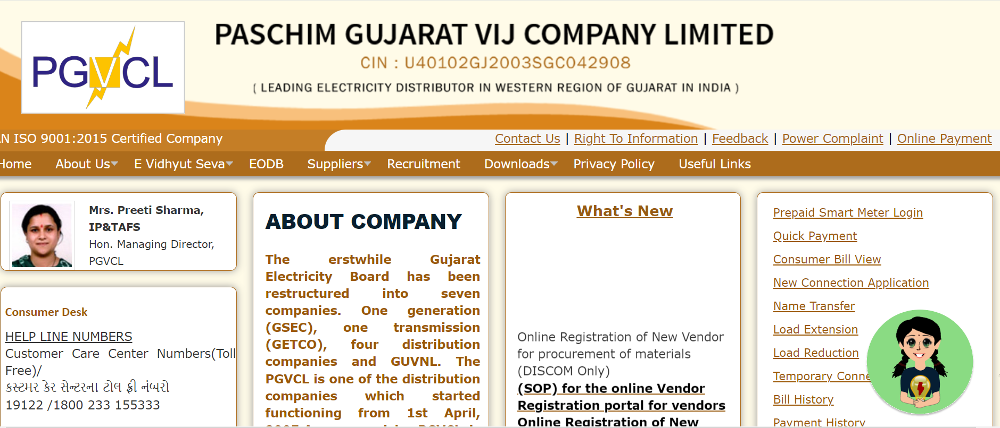 PGVCL
PASCHIM GUJARAT VIJ COMPANY LIMITED
CIN : U40102GJ2003SGC042908
( LEADING ELECTRICITY DISTRIBUTOR IN WESTERN REGION OF GUJARAT IN INDIA )
AN ISO 9001:2015 Certified Company
Contact Us | Right To Information | Feedback | Power Complaint | Online Payment
Home About Us E Vidhyut Seva EODB Suppliers Recruitment Downloads Privacy Policy Useful Links
Mrs. Preeti Sharma,
IP&TAFS
Hon. Managing Director,
PGVCL
Consumer Desk
HELP LINE NUMBERS
Customer Care Center Numbers(Toll
Free)/
કસ્ટમર કેર સેન્ટરના ટોલ ફ્રી નંબરો
19122 /1800 233 155333
ABOUT COMPANY
The erstwhile Gujarat
Electricity Board has been
restructured into seven
companies. One generation
(GSEC), one transmission
(GETCO), four distribution
companies and GUVNL. The
PGVCL is one of the distribution
companies which started
functioning from 1st April,
What's New
Online Registration of New Vendor
for procurement of materials
(DISCOM Only)
(SOP) for the online Vendor
Registration portal for vendors
Online Registration of New
Prepaid Smart Meter Login
Quick Payment
Consumer Bill View
New Connection Application
Name Transfer
Load Extension
Load Reduction
Temporary Conne
Bill History
Payment History